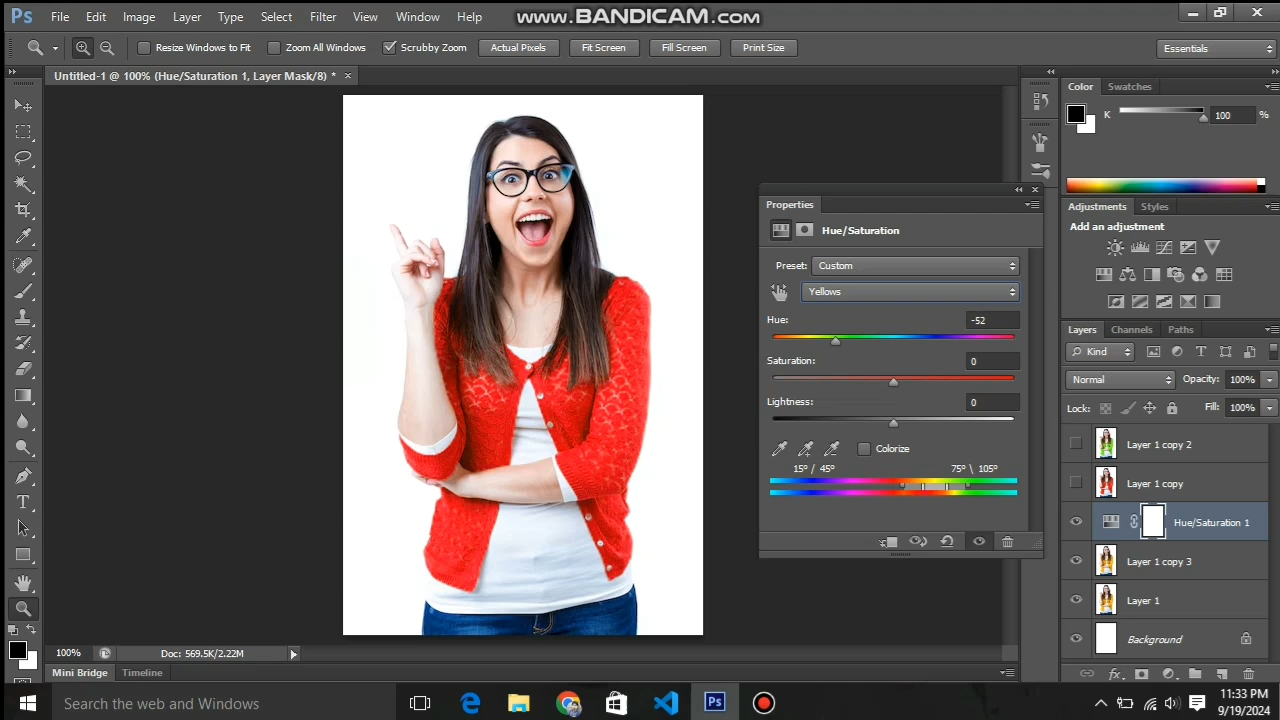 Ps File Edit Image Layer Type Select Filter View Window Help
www.BANDICAM.com
Resize Windows to Fit Zoom All Windows Scrubby Zoom Actual Pixels Fit Screen Fill Screen Print Size Essentials
Untitled-1 @ 100% (Hue/Saturation 1, Layer Mask/8) * ×
Color Swatches
K 100 %
Properties
Hue/Saturation
Preset: Custom
Yellows
Hue: -52
Saturation: 0
Lightness: 0
Colorize
15° / 45° 75° \ 105°
Adjustments Styles
Add an adjustment
Layers Channels Paths
Kind
Normal Opacity: 100%
Lock: Fill: 100%
Layer 1 copy 2
Layer 1 copy
Hue/Saturation 1
Layer 1 copy 3
Layer 1
Background
100% Doc: 569.5K/2.22M
Mini Bridge Timeline
Search the web and Windows
Ps
11:33 PM
9/19/2024